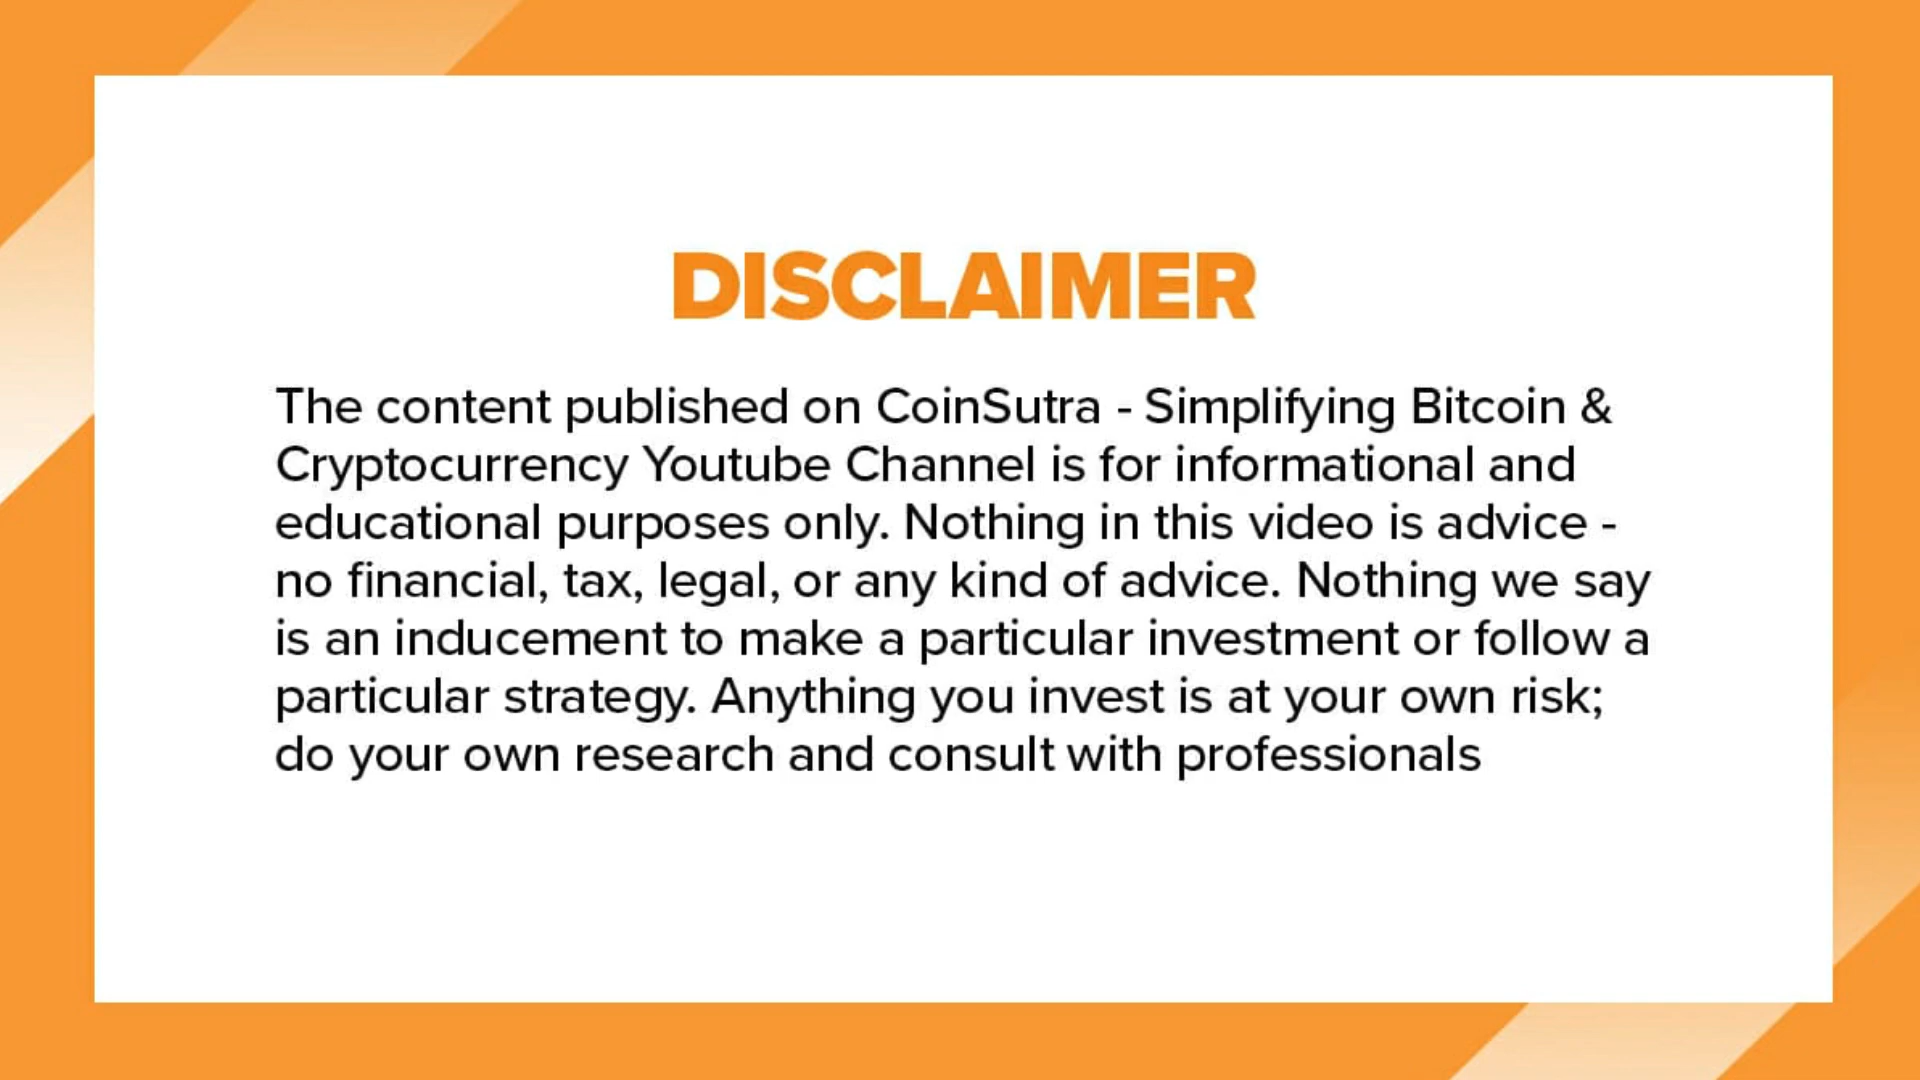 DISCLAIMER
The content published on CoinSutra - Simplifying Bitcoin &
Cryptocurrency Youtube Channel is for informational and
educational purposes only. Nothing in this video is advice -
no financial, tax, legal, or any kind of advice. Nothing we say
is an inducement to make a particular investment or follow a
particular strategy. Anything you invest is at your own risk;
do your own research and consult with professionals